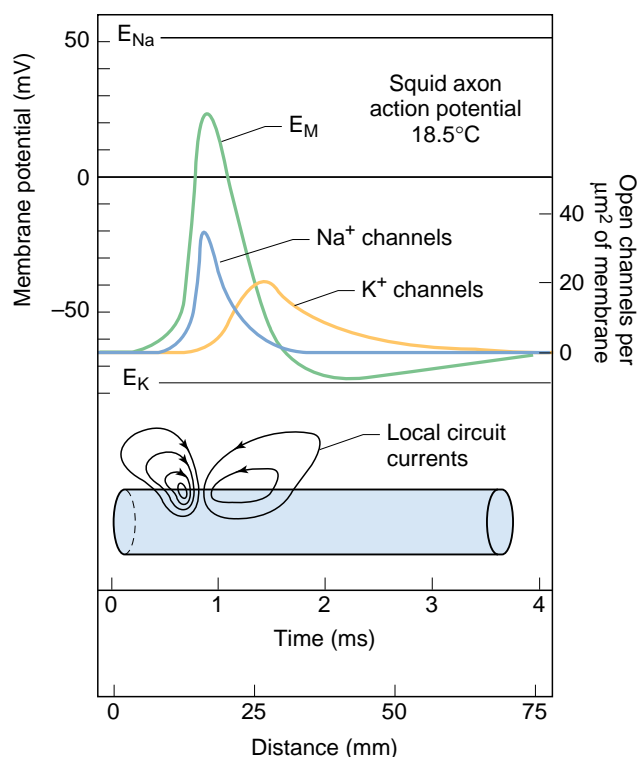 50
E_Na
Squid axon
action potential
18.5°C
E_M
0
Membrane potential (mV)
Open channels per
μm² of membrane
40
Na⁺ channels
20
K⁺ channels
–50
0
E_K
Local circuit
currents
0 1 2 3 4
Time (ms)
0 25 50 75
Distance (mm)